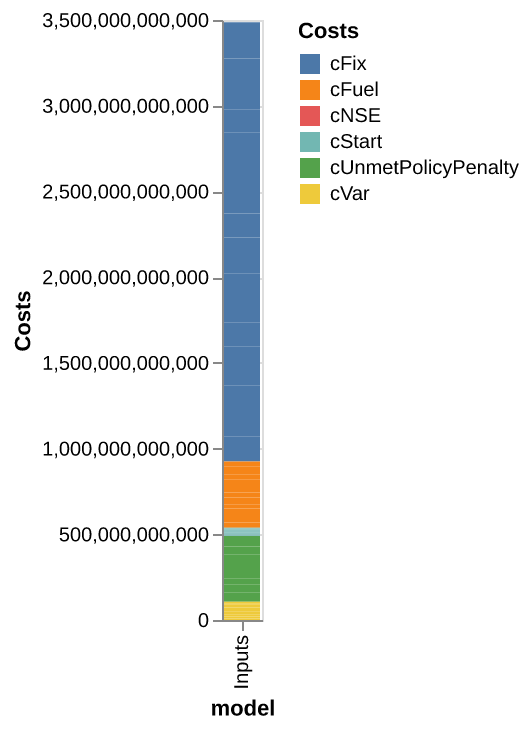 Costs
3,500,000,000,000
3,000,000,000,000
2,500,000,000,000
2,000,000,000,000
1,500,000,000,000
1,000,000,000,000
500,000,000,000
0
Inputs
model
Costs
cFix
cFuel
cNSE
cStart
cUnmetPolicyPenalty
cVar